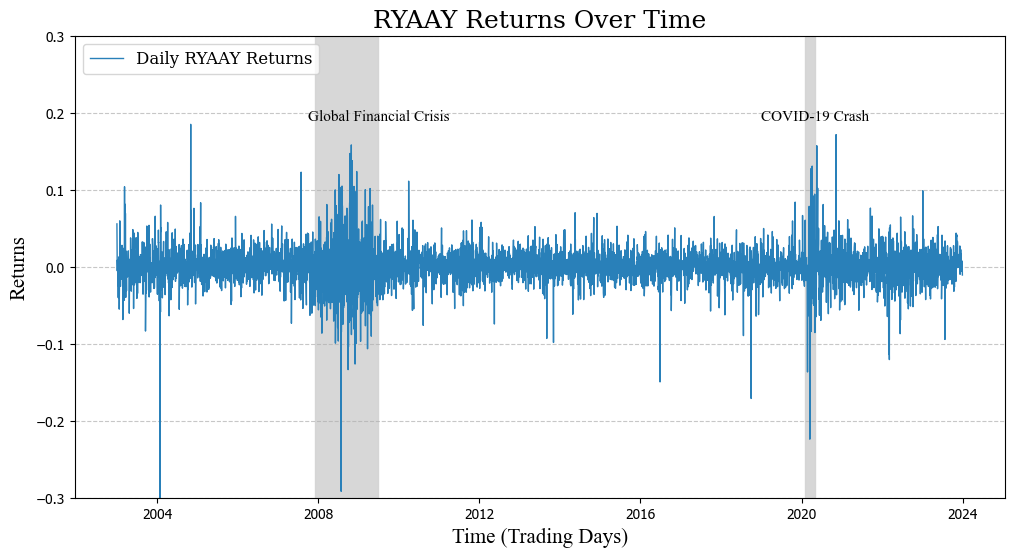 RYAAY Returns Over Time
0.3
Daily RYAAY Returns
0.2
Global Financial Crisis
COVID-19 Crash
0.1
0.0
−0.1
−0.2
−0.3
Returns
2004
2008
2012
2016
2020
2024
Time (Trading Days)